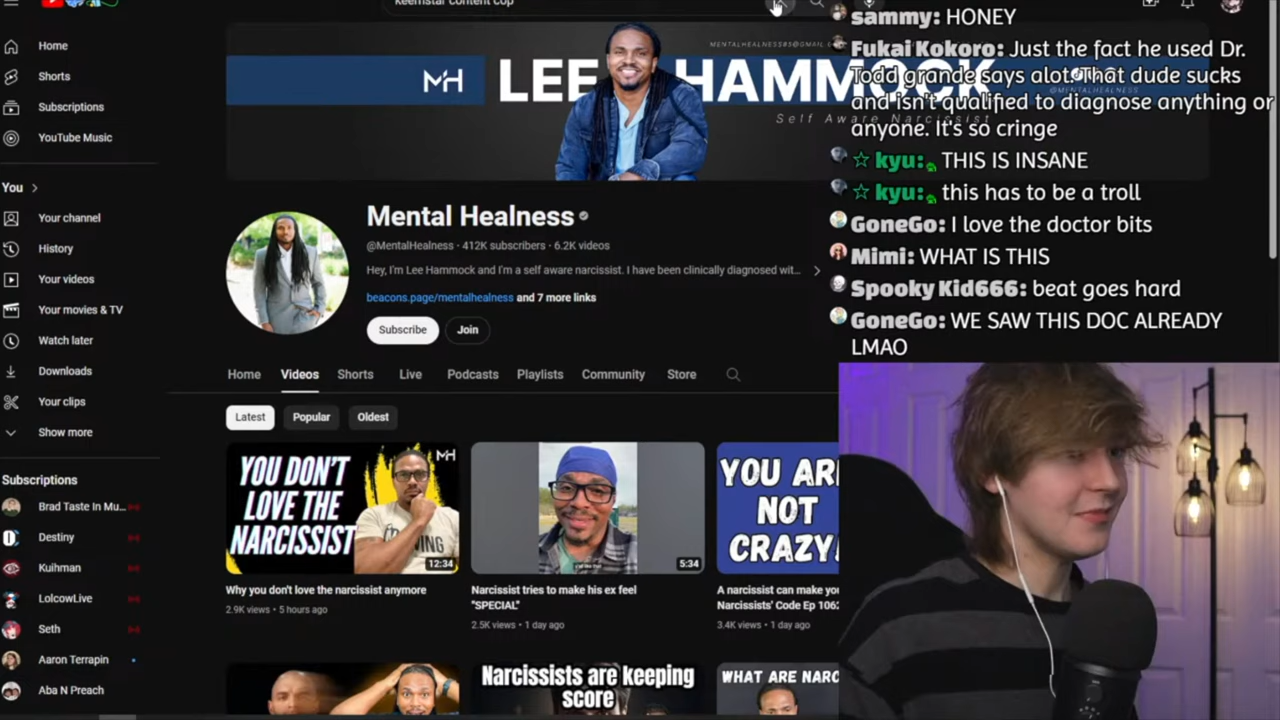 keemstar content cop
MENTALHEALNESS85@GMAIL
MH
LEE HAMMOCK
@MENTALHEALNESS
Self Aware Narcissist
Home
Shorts
Subscriptions
YouTube Music
You
Your channel
History
Your videos
Your movies & TV
Watch later
Downloads
Your clips
Show more
Subscriptions
Brad Taste In Mu...
Destiny
Kuihman
LolcowLive
Seth
Aaron Terrapin
Aba N Preach
Mental Healness
@MentalHealness · 412K subscribers · 6.2K videos
Hey, I'm Lee Hammock and I'm a self aware narcissist. I have been clinically diagnosed wit...
beacons.page/mentalhealness and 7 more links
Subscribe
Join
Home Videos Shorts Live Podcasts Playlists Community Store
Latest Popular Oldest
YOU DON'T
LOVE THE
NARCISSIST
MH
12:34
Why you don't love the narcissist anymore
2.9K views • 5 hours ago
5:34
Narcissist tries to make his ex feel
"SPECIAL"
2.5K views • 1 day ago
YOU AR
NOT
CRAZY!
A narcissist can make you
Narcissists' Code Ep 1062
3.4K views • 1 day ago
Narcissists are keeping
score
WHAT ARE NARC
sammy: HONEY
Fukai Kokoro: Just the fact he used Dr.
Todd grande says alot. That dude sucks
and isn't qualified to diagnose anything or
anyone. It's so cringe
☆ kyu: THIS IS INSANE
☆ kyu: this has to be a troll
GoneGo: I love the doctor bits
Mimi: WHAT IS THIS
Spooky Kid666: beat goes hard
GoneGo: WE SAW THIS DOC ALREADY
LMAO